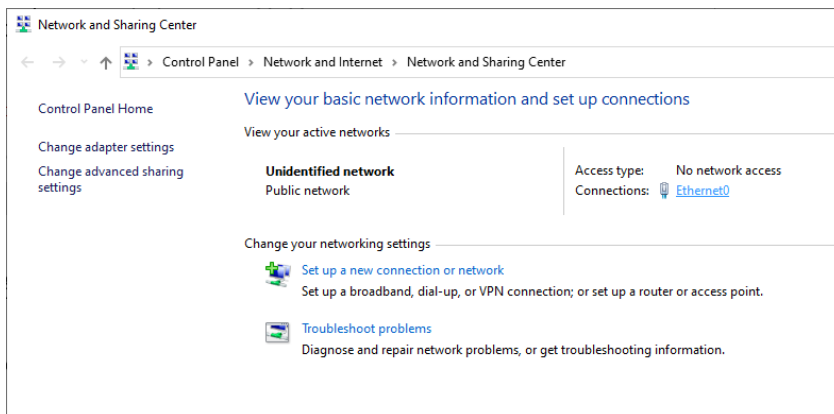 Network and Sharing Center
Control Panel > Network and Internet > Network and Sharing Center
Control Panel Home
Change adapter settings
Change advanced sharing
settings
View your basic network information and set up connections
View your active networks
Unidentified network
Public network
Access type: No network access
Connections: Ethernet0
Change your networking settings
Set up a new connection or network
Set up a broadband, dial-up, or VPN connection; or set up a router or access point.
Troubleshoot problems
Diagnose and repair network problems, or get troubleshooting information.